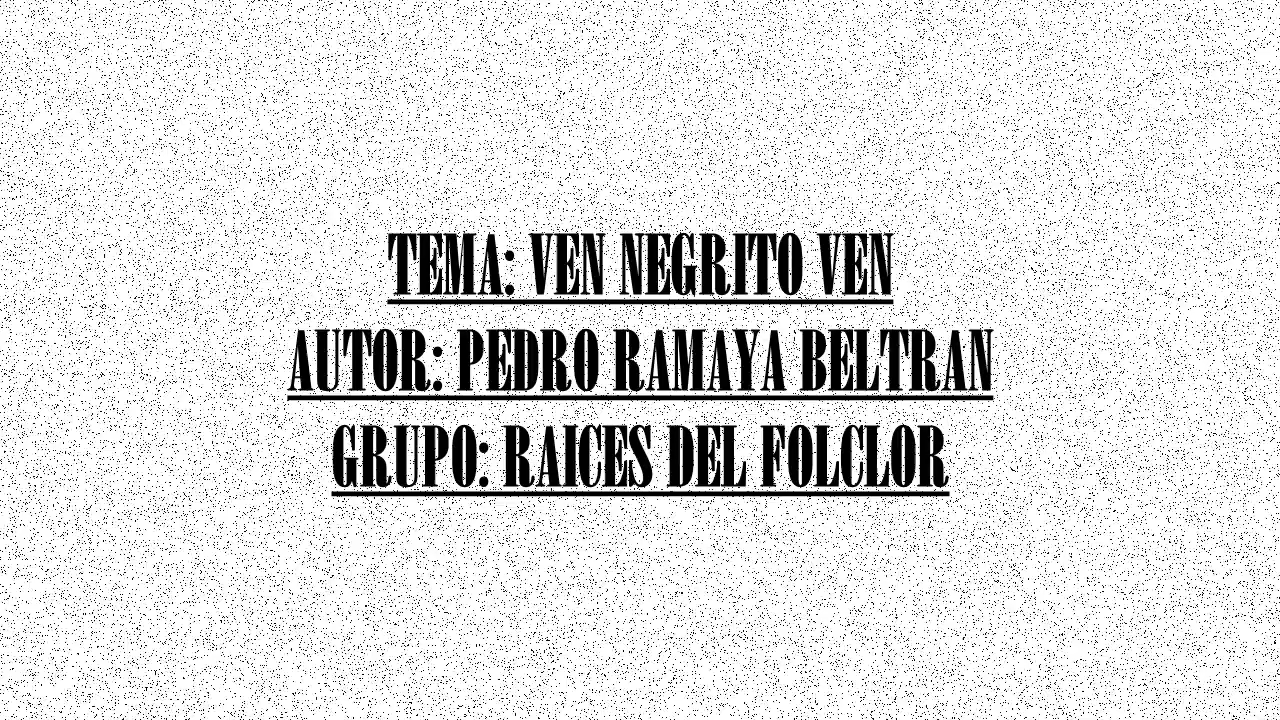 TEMA: VEN NEGRITO VEN
AUTOR: PEDRO RAMAYA BELTRAN
GRUPO: RAICES DEL FOLCLOR